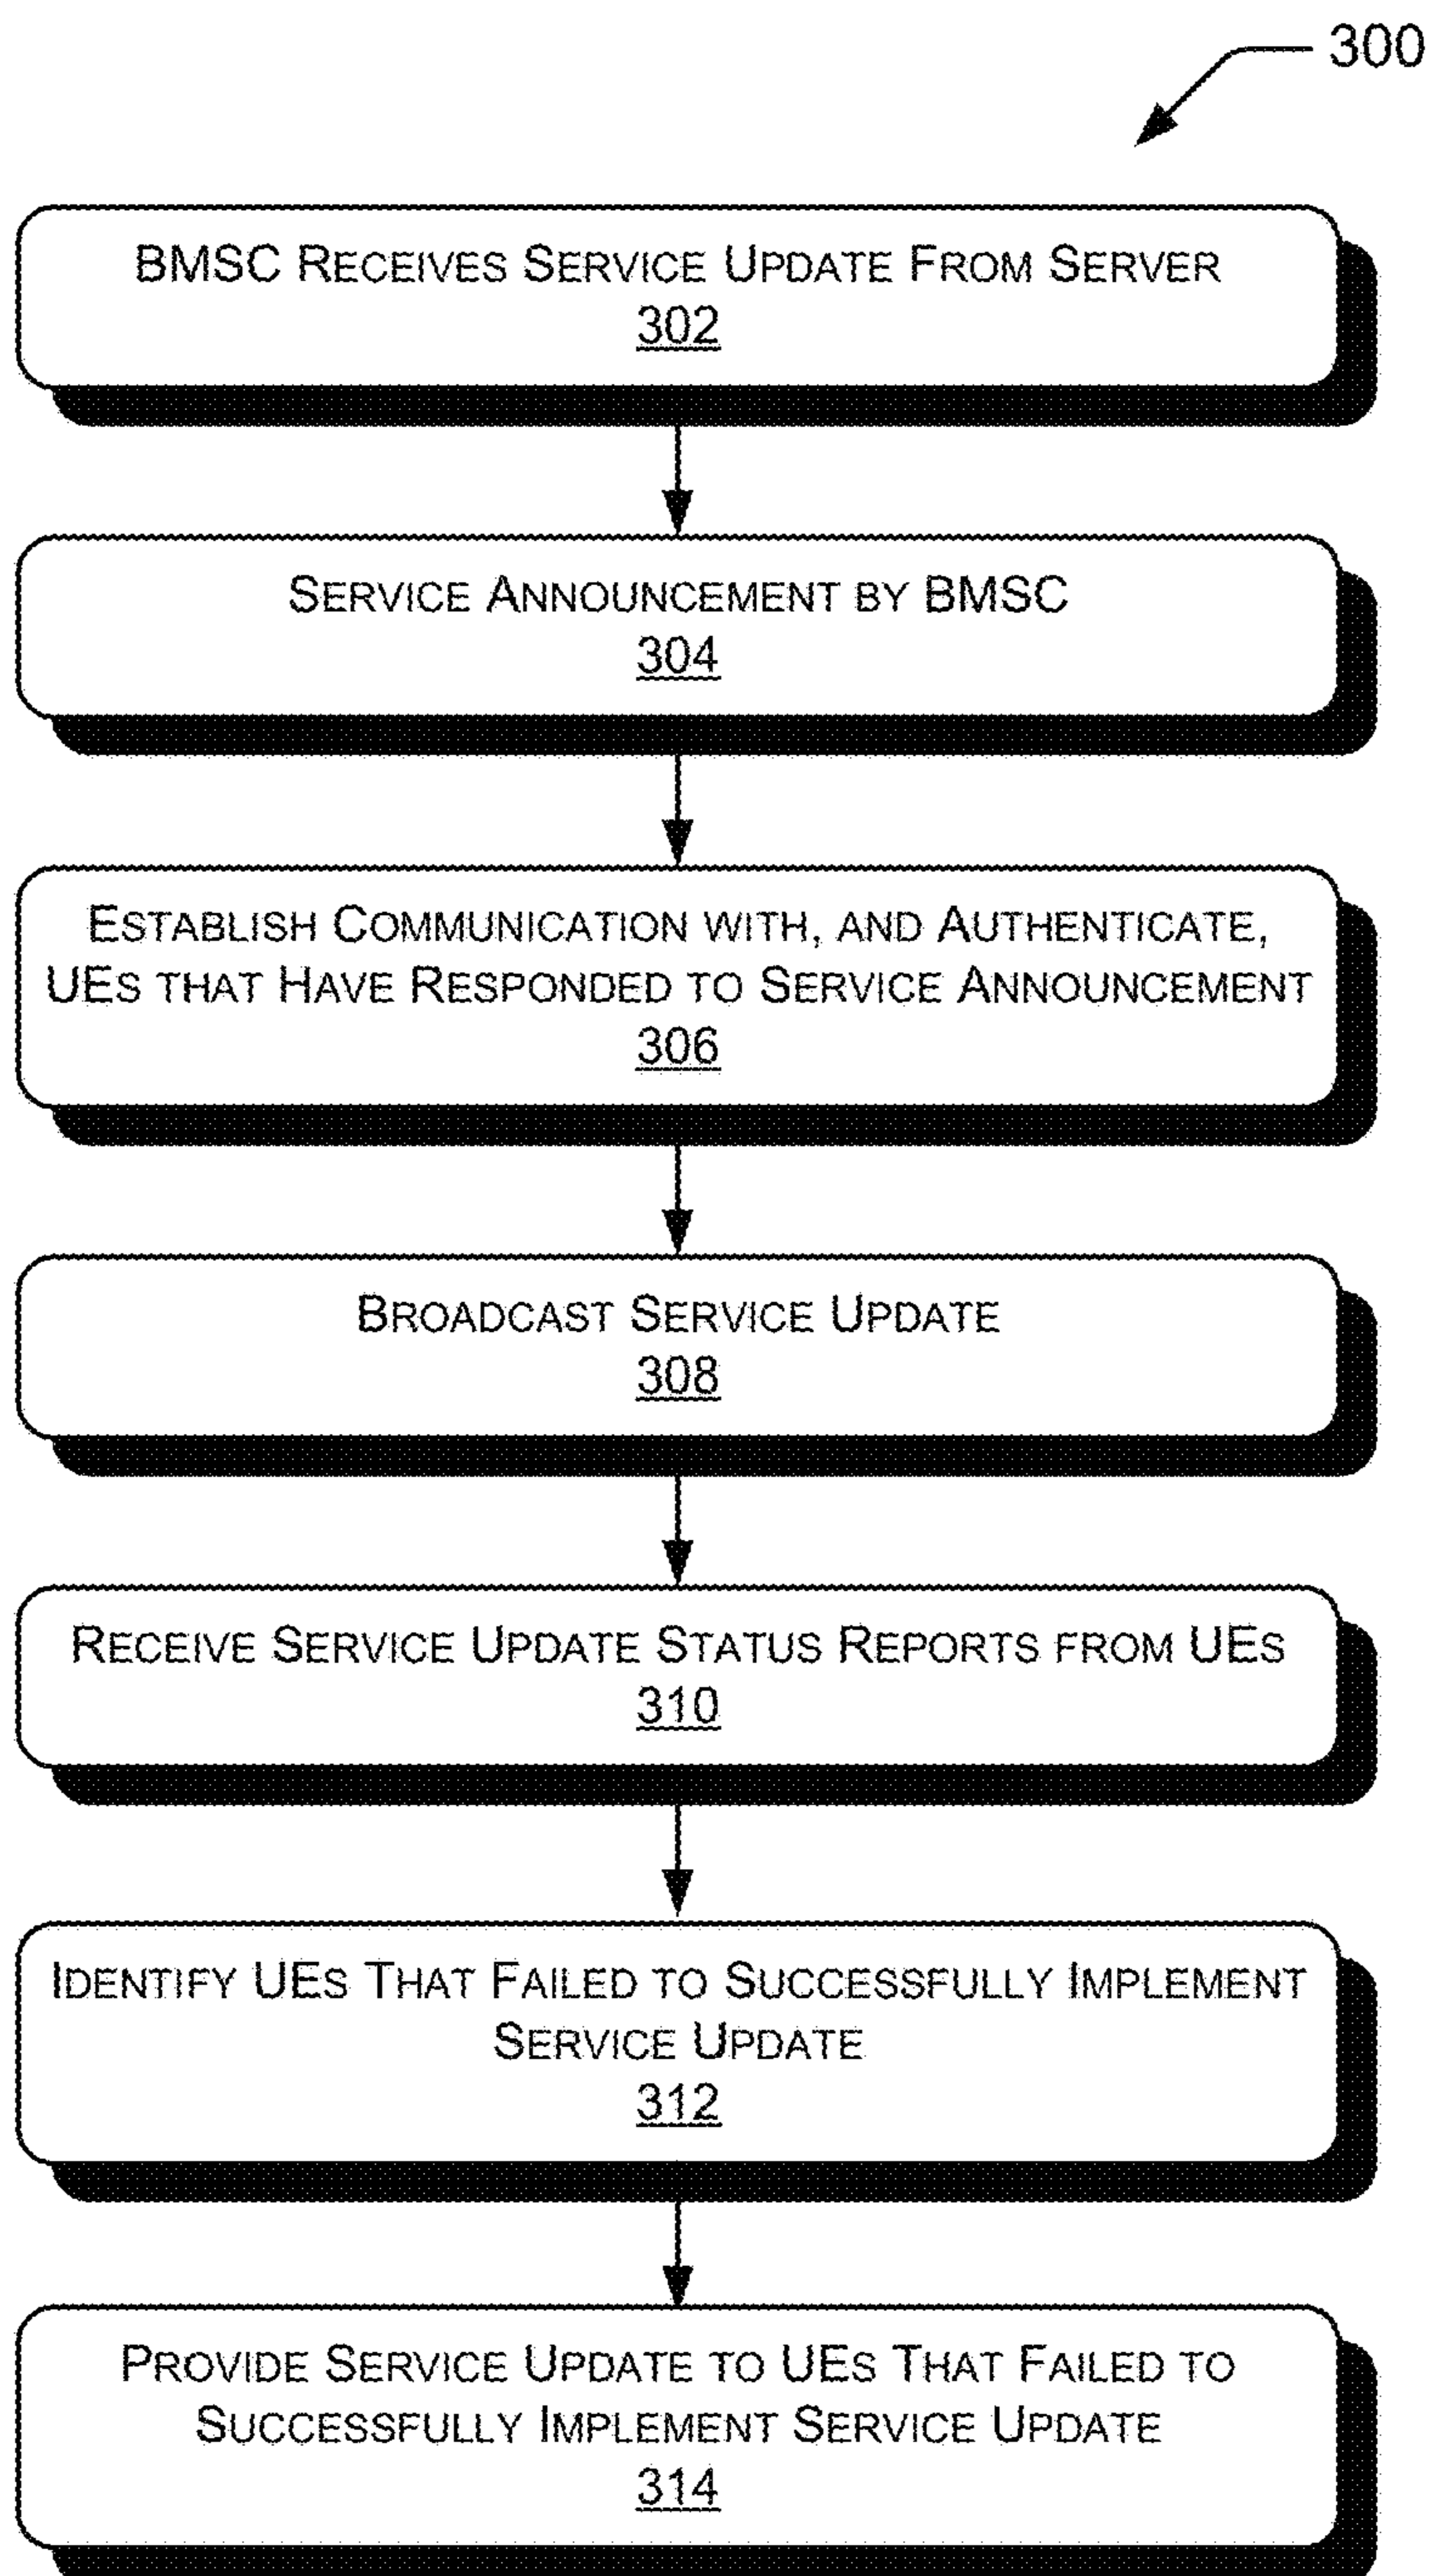 300
BMSC RECEIVES SERVICE UPDATE FROM SERVER
302
SERVICE ANNOUNCEMENT BY BMSC
304
ESTABLISH COMMUNICATION WITH, AND AUTHENTICATE,
UES THAT HAVE RESPONDED TO SERVICE ANNOUNCEMENT
306
BROADCAST SERVICE UPDATE
308
RECEIVE SERVICE UPDATE STATUS REPORTS FROM UES
310
IDENTIFY UES THAT FAILED TO SUCCESSFULLY IMPLEMENT
SERVICE UPDATE
312
PROVIDE SERVICE UPDATE TO UES THAT FAILED TO
SUCCESSFULLY IMPLEMENT SERVICE UPDATE
314